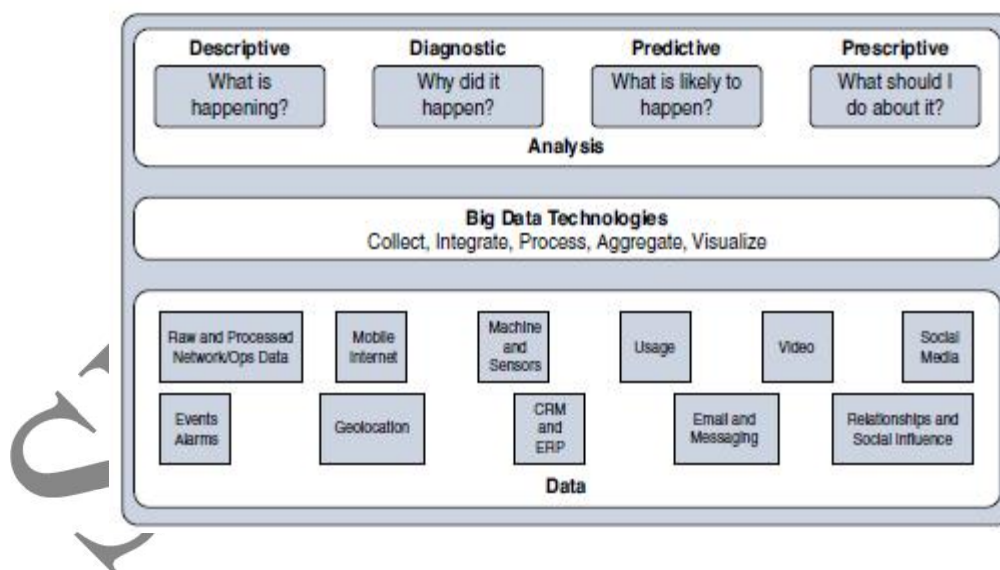 Descriptive
Diagnostic
Predictive
Prescriptive
What is
happening?
Why did it
happen?
What is likely to
happen?
What should I
do about it?
Analysis
Big Data Technologies
Collect, Integrate, Process, Aggregate, Visualize
Raw and Processed
Network/Ops Data
Mobile
Internet
Machine
and
Sensors
Usage
Video
Social
Media
Events
Alarms
Geolocation
CRM
and
ERP
Email and
Messaging
Relationships and
Social Influence
Data